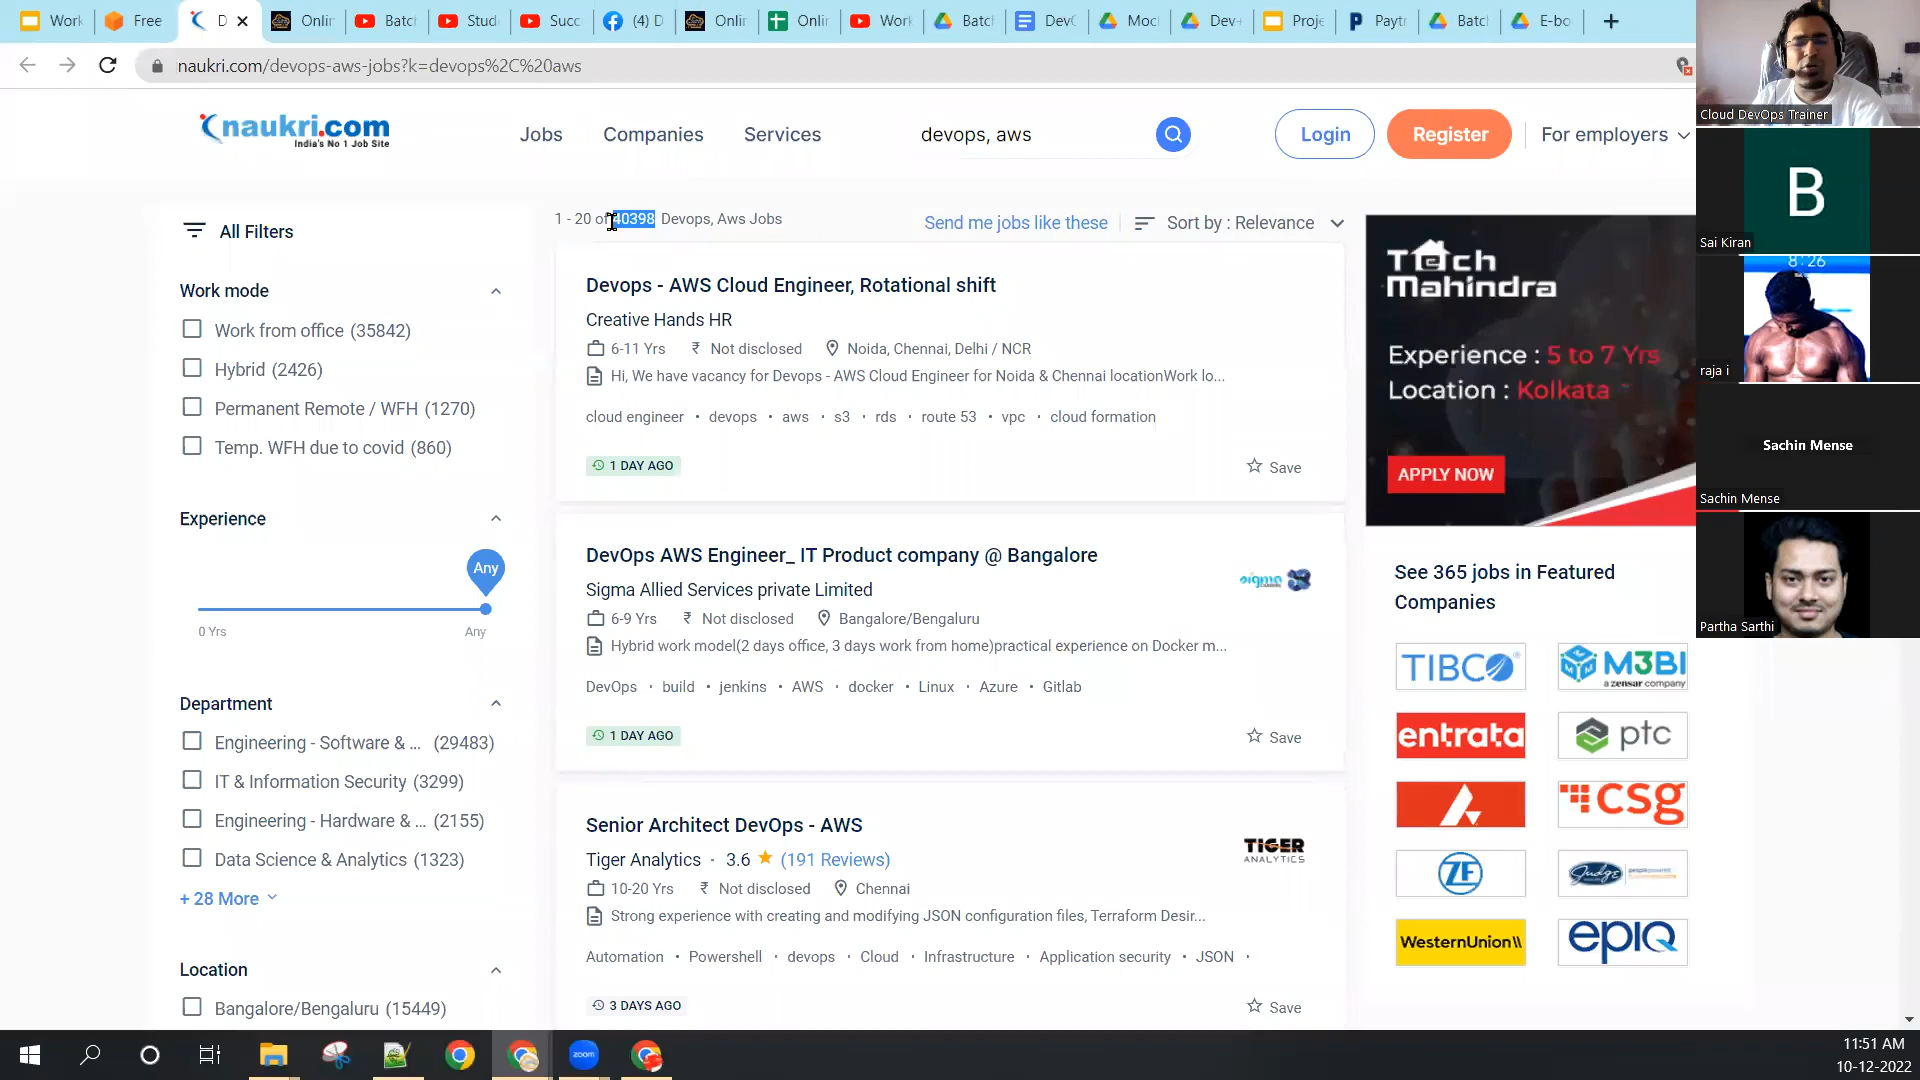 Work
Free
D
Onlin
Batch
Stud
Succ
(4) D
Onlin
Onlin
Work
Batch
DevO
Moc
Dev+
Proje
Paytr
Batch
E-bo
naukri.com/devops-aws-jobs?k=devops%2C%20aws
naukri.com
India's No 1 Job Site
Jobs
Companies
Services
devops, aws
Login
Register
For employers
All Filters
Work mode
Work from office (35842)
Hybrid (2426)
Permanent Remote / WFH (1270)
Temp. WFH due to covid (860)
Experience
Any
0 Yrs
Any
Department
Engineering - Software & ... (29483)
IT & Information Security (3299)
Engineering - Hardware & ... (2155)
Data Science & Analytics (1323)
+ 28 More
Location
Bangalore/Bengaluru (15449)
1 - 20 of 40398 Devops, Aws Jobs
Send me jobs like these
Sort by : Relevance
Devops - AWS Cloud Engineer, Rotational shift
Creative Hands HR
6-11 Yrs ₹ Not disclosed Noida, Chennai, Delhi / NCR
Hi, We have vacancy for Devops - AWS Cloud Engineer for Noida & Chennai locationWork lo...
cloud engineer • devops • aws • s3 • rds • route 53 • vpc • cloud formation
1 DAY AGO
Save
DevOps AWS Engineer_ IT Product company @ Bangalore
Sigma Allied Services private Limited
sigma
6-9 Yrs ₹ Not disclosed Bangalore/Bengaluru
Hybrid work model(2 days office, 3 days work from home)practical experience on Docker m...
DevOps • build • jenkins • AWS • docker • Linux • Azure • Gitlab
1 DAY AGO
Save
Senior Architect DevOps - AWS
Tiger Analytics • 3.6 (191 Reviews)
TIGER
ANALYTICS
10-20 Yrs ₹ Not disclosed Chennai
Strong experience with creating and modifying JSON configuration files, Terraform Desir...
Automation • Powershell • devops • Cloud • Infrastructure • Application security • JSON •
3 DAYS AGO
Save
Tech
Mahindra
Experience : 5 to 7 Yrs
Location : Kolkata
APPLY NOW
See 365 jobs in Featured
Companies
TIBCO
M3BI
a zensar company
entrata
ptc
csg
ZF
Judge
WesternUnion\\
epiq
Cloud DevOps Trainer
B
Sai Kiran
8:26
raja i
Sachin Mense
Sachin Mense
Partha Sarthi
zoom
11:51 AM
10-12-2022